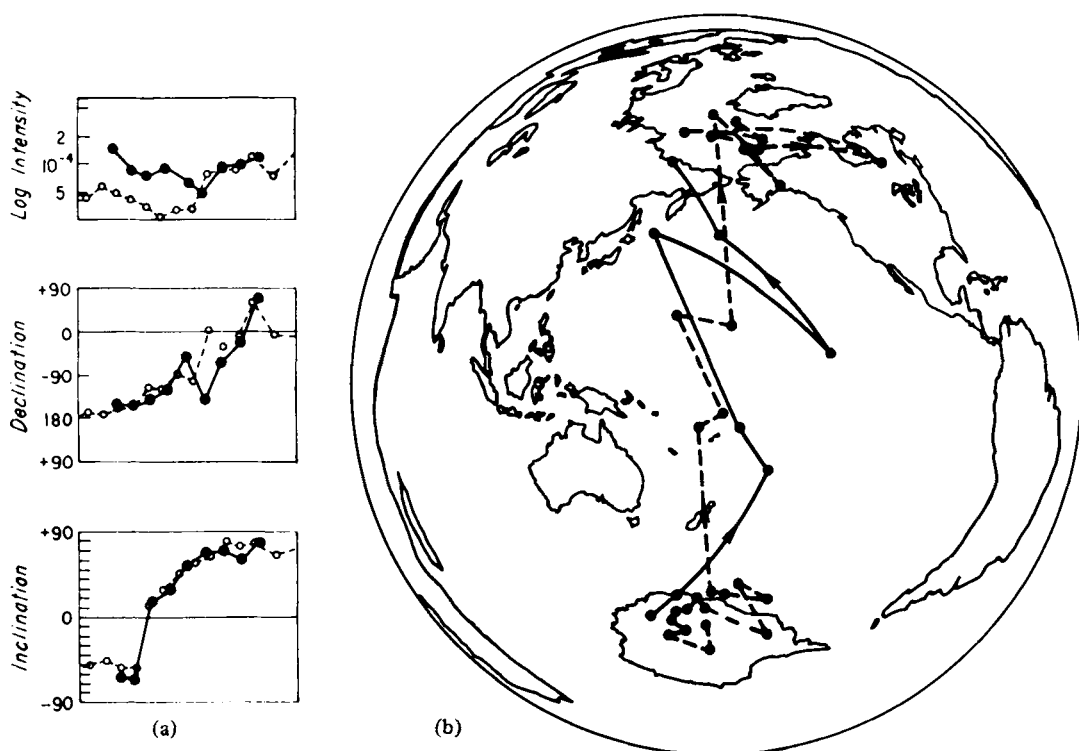 Log Intensity
2
10⁻⁴
5
Declination
+90
0
-90
180
+90
Inclination
+90
0
-90
(a)
(b)